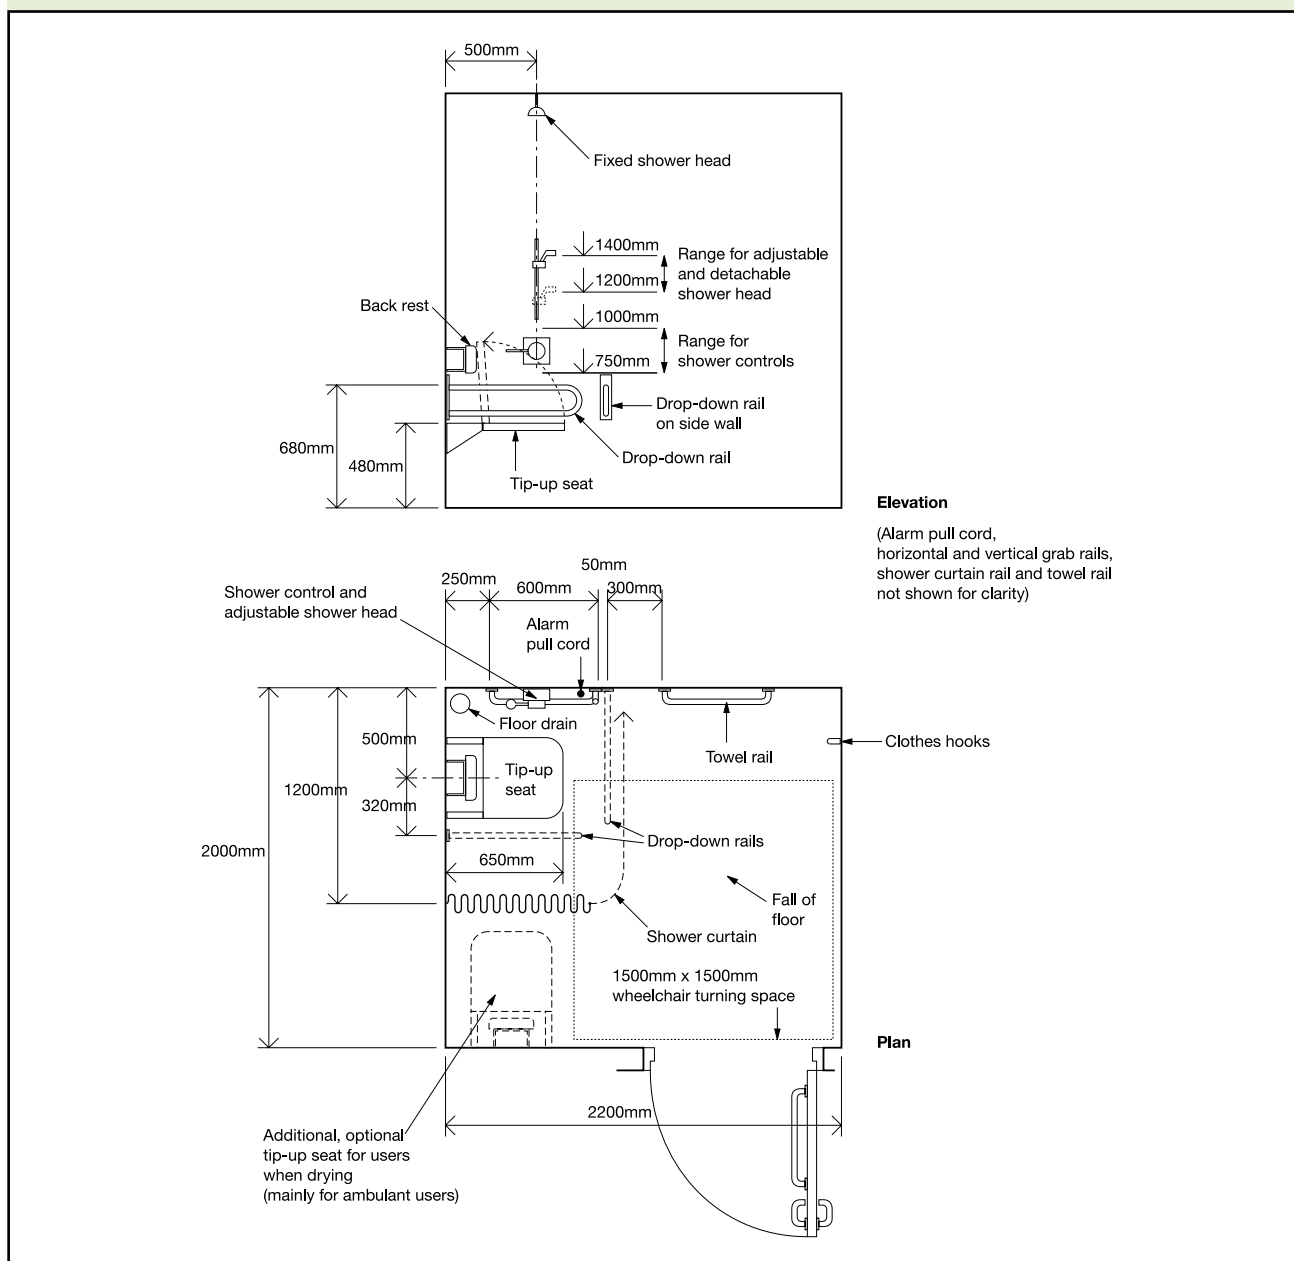 500mm
Fixed shower head
1400mm
Range for adjustable
and detachable
shower head
1200mm
Back rest
1000mm
Range for
shower controls
750mm
Drop-down rail
on side wall
680mm
480mm
Drop-down rail
Tip-up seat
Elevation
(Alarm pull cord,
horizontal and vertical grab rails,
shower curtain rail and towel rail
not shown for clarity)
50mm
250mm
600mm
300mm
Shower control and
adjustable shower head
Alarm
pull cord
Floor drain
500mm
Towel rail
Clothes hooks
Tip-up
seat
1200mm
320mm
2000mm
Drop-down rails
650mm
Fall of
floor
Shower curtain
1500mm x 1500mm
wheelchair turning space
Plan
2200mm
Additional, optional
tip-up seat for users
when drying
(mainly for ambulant users)